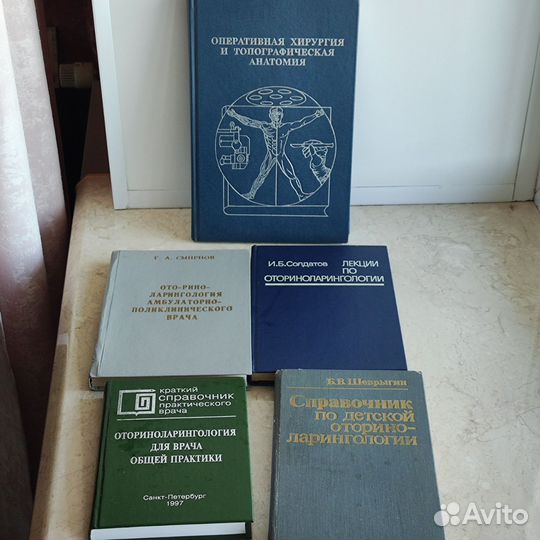 ОПЕРАТИВНАЯ ХИРУРГИЯ
И ТОПОГРАФИЧЕСКАЯ
АНАТОМИЯ
Г. А. СМИРНОВ
ОТО-РИНО-
ЛАРИНГОЛОГИЯ
АМБУЛАТОРНО-
ПОЛИКЛИНИЧЕСКОГО
ВРАЧА
И.Б.Солдатов ЛЕКЦИИ
ПО
ОТОРИНОЛАРИНГОЛОГИИ
КРАТКИЙ
СПРАВОЧНИК
ПРАКТИЧЕСКОГО
ВРАЧА
ОТОРИНОЛАРИНГОЛОГИЯ
ДЛЯ ВРАЧА
ОБЩЕЙ ПРАКТИКИ
Санкт-Петербург
1997
Б.В.Шеврыгин
Справочник
по детской
оторино-
ларингологии
Avito